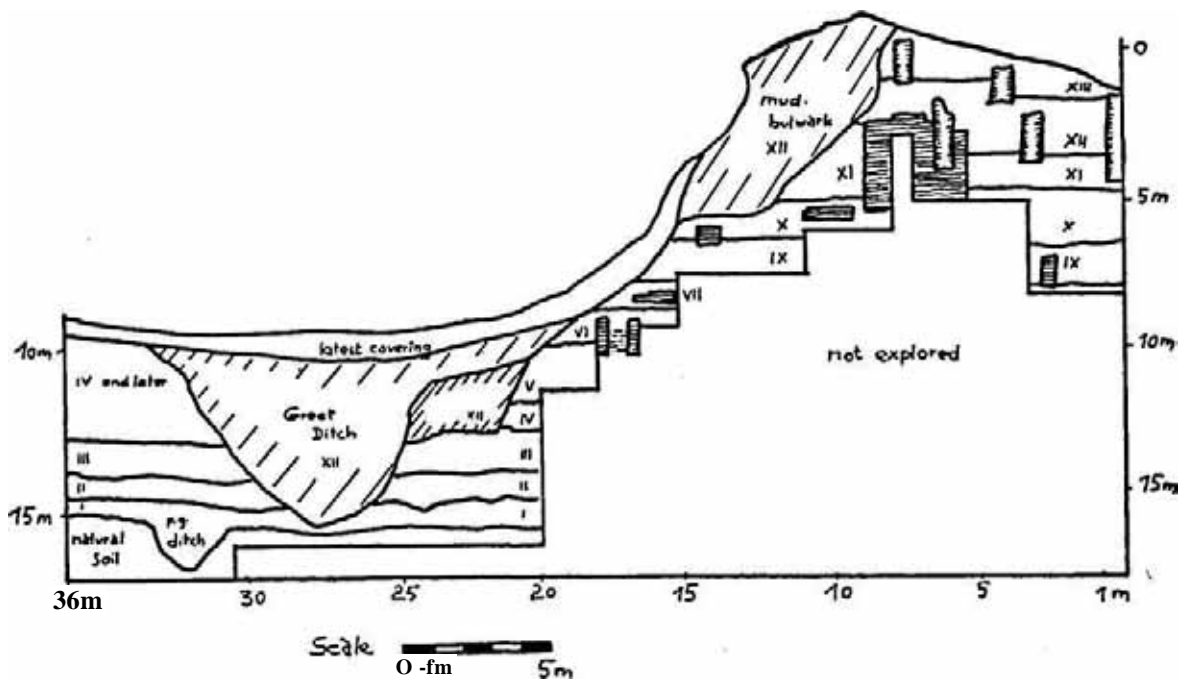 O
XIII
mud-
bulwark
XII
XII
XI
XI
5m
X
X
IX
IX
VII
VI
10m
latest covering
10m
not explored
IV and later
V
Great
Ditch
XII
XII
IV
III
III
II
II
15m
I
I
15m
p.g.
ditch
natural
Soil
36m
30
25
20
15
10
5
1m
Scale
O -fm
5m